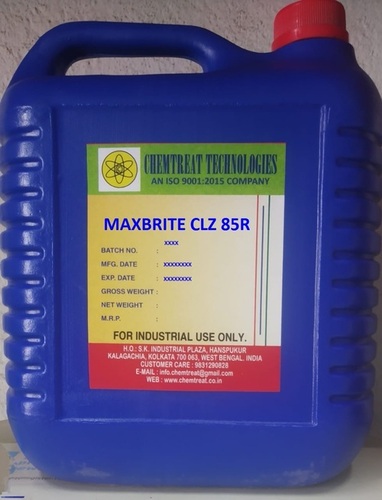 CHEMTREAT TECHNOLOGIES
AN ISO 9001:2015 COMPANY
MAXBRITE CLZ 85R
BATCH NO. : xxxx
MFG. DATE : xxxxxxxx
EXP. DATE : xxxxxxxx
GROSS WEIGHT :
NET WEIGHT :
M.R.P. :
FOR INDUSTRIAL USE ONLY.
H.O.: S.K. INDUSTRIAL PLAZA, HANSPUKUR
KALAGACHIA, KOLKATA 700 063, WEST BENGAL. INDIA
CUSTOMER CARE : 9831290829
E-MAIL : info.chemtreat@gmail.com
WEB : www.chemtreat.co.in